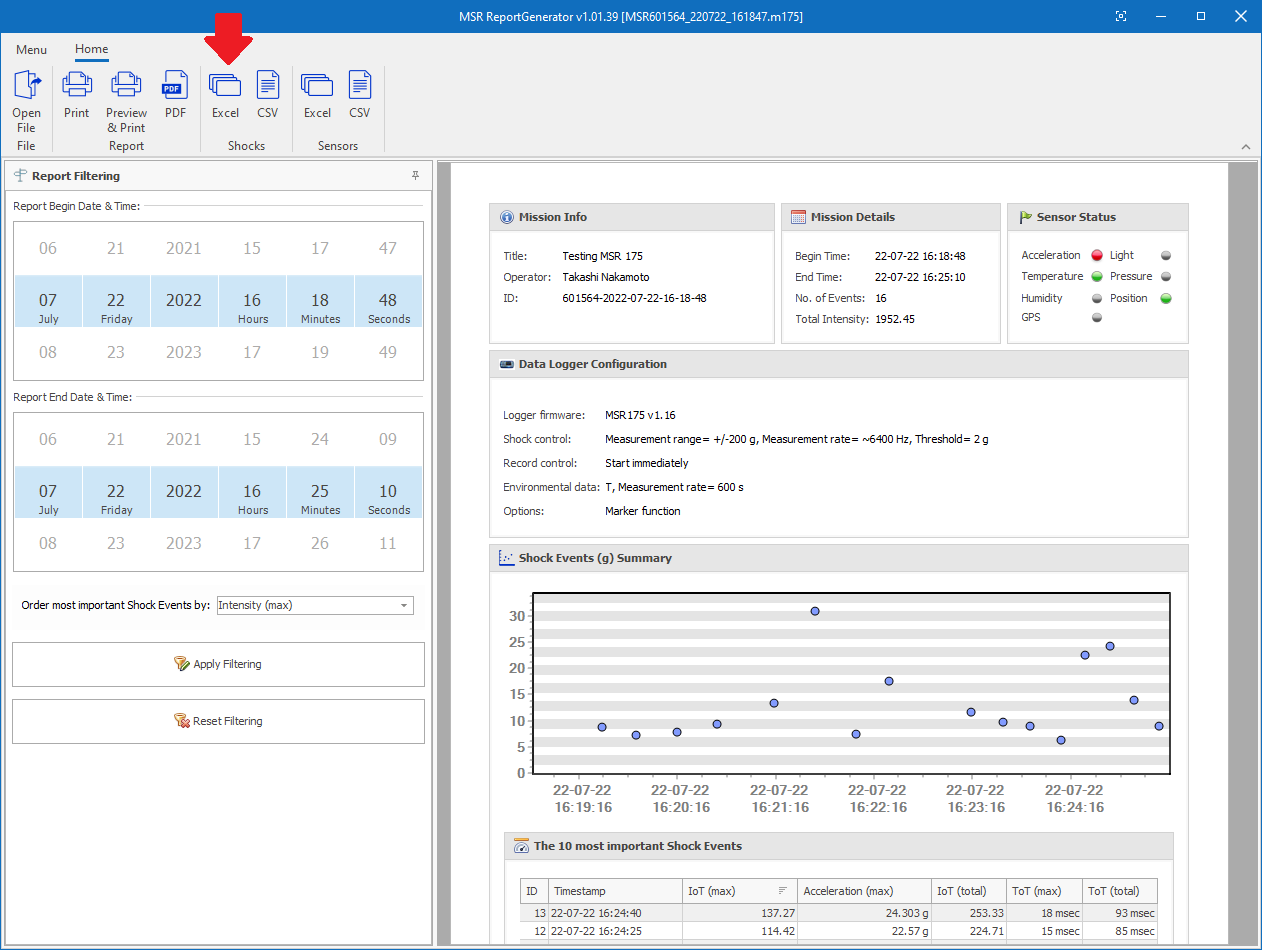 MSR ReportGenerator v1.01.39 [MSR601564_220722_161847.m175]
Menu Home
Open File Print Preview & Print PDF Excel CSV Excel CSV
File Report Shocks Sensors
Report Filtering
Report Begin Date & Time:
06 21 2021 15 17 47
07 22 2022 16 18 48
July Friday Hours Minutes Seconds
08 23 2023 17 19 49
Report End Date & Time:
06 21 2021 15 24 09
07 22 2022 16 25 10
July Friday Hours Minutes Seconds
08 23 2023 17 26 11
Order most important Shock Events by: Intensity (max)
Apply Filtering
Reset Filtering
Mission Info
Title: Testing MSR 175
Operator: Takashi Nakamoto
ID: 601564-2022-07-22-16-18-48
Mission Details
Begin Time: 22-07-22 16:18:48
End Time: 22-07-22 16:25:10
No. of Events: 16
Total Intensity: 1952.45
Sensor Status
Acceleration Light
Temperature Pressure
Humidity Position
GPS
Data Logger Configuration
Logger firmware: MSR175 v1.16
Shock control: Measurement range= +/-200 g, Measurement rate= ~6400 Hz, Threshold= 2 g
Record control: Start immediately
Environmental data: T, Measurement rate= 600 s
Options: Marker function
Shock Events (g) Summary
30
25
20
15
10
5
0
22-07-22 22-07-22 22-07-22 22-07-22 22-07-22 22-07-22
16:19:16 16:20:16 16:21:16 16:22:16 16:23:16 16:24:16
The 10 most important Shock Events
ID Timestamp IoT (max) Acceleration (max) IoT (total) ToT (max) ToT (total)
13 22-07-22 16:24:40 137.27 24.303 g 253.33 18 msec 93 msec
12 22-07-22 16:24:25 114.42 22.57 g 224.71 15 msec 85 msec